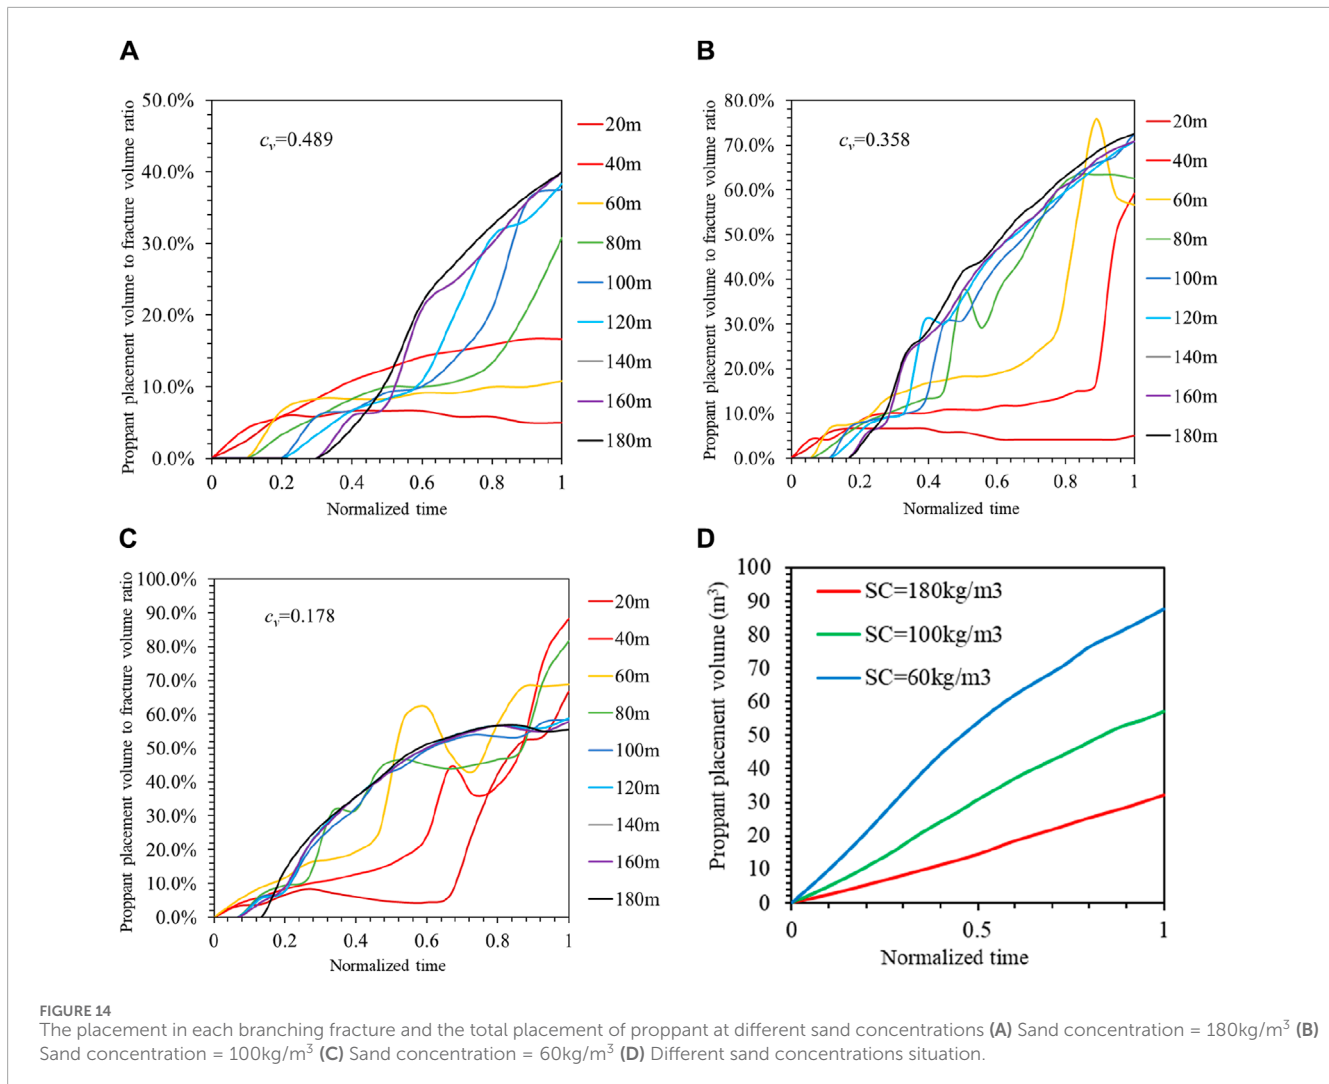 A
Proppant placement volume to fracture volume ratio
50.0%
40.0%
30.0%
20.0%
10.0%
0.0%
c_v=0.489
0 0.2 0.4 0.6 0.8 1
Normalized time
20m
40m
60m
80m
100m
120m
140m
160m
180m
B
Proppant placement volume to fracture volume ratio
80.0%
70.0%
60.0%
50.0%
40.0%
30.0%
20.0%
10.0%
0.0%
c_v=0.358
0 0.2 0.4 0.6 0.8 1
Normalized time
20m
40m
60m
80m
100m
120m
140m
160m
180m
C
Proppant placement volume to fracture volume ratio
100.0%
90.0%
80.0%
70.0%
60.0%
50.0%
40.0%
30.0%
20.0%
10.0%
0.0%
c_v=0.178
0 0.2 0.4 0.6 0.8 1
Normalized time
20m
40m
60m
80m
100m
120m
140m
160m
180m
D
Proppant placement volume (m³)
100
90
80
70
60
50
40
30
20
10
0
SC=180kg/m3
SC=100kg/m3
SC=60kg/m3
0 0.5 1
Normalized time
FIGURE 14
The placement in each branching fracture and the total placement of proppant at different sand concentrations (A) Sand concentration = 180kg/m³ (B)
Sand concentration = 100kg/m³ (C) Sand concentration = 60kg/m³ (D) Different sand concentrations situation.